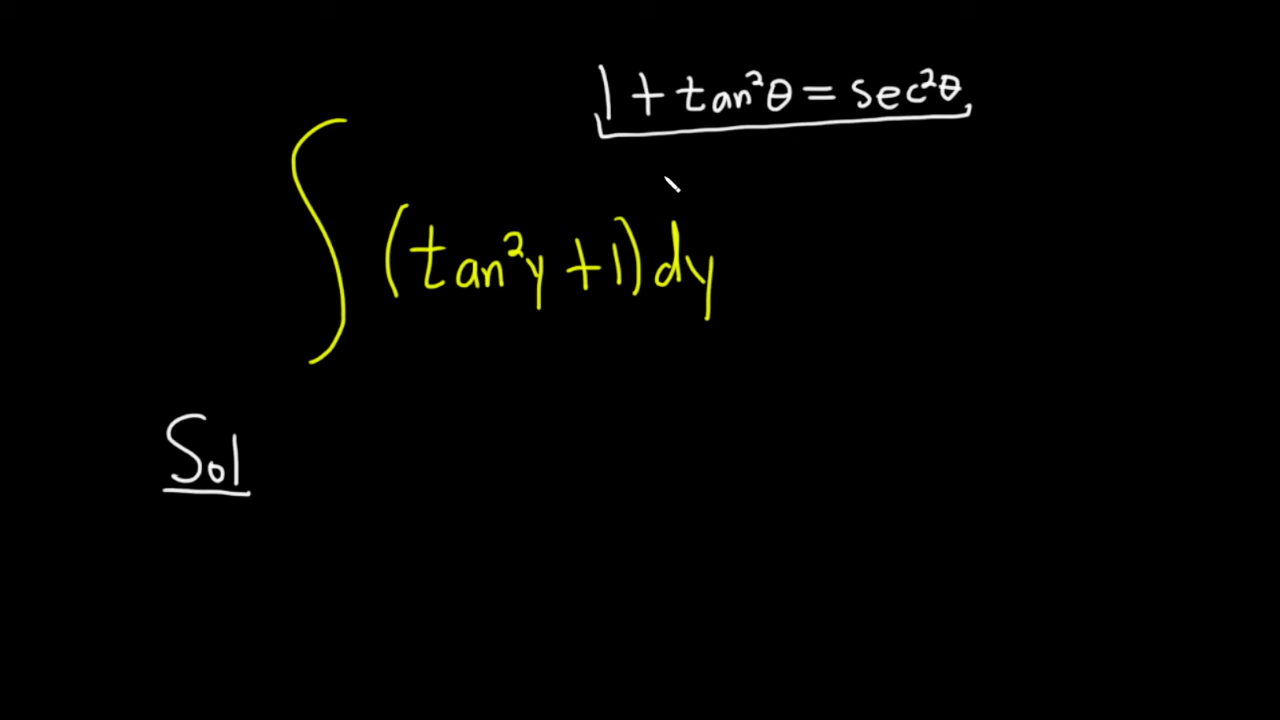 1 + tan²θ = sec²θ
∫ (tan²y + 1) dy
Sol